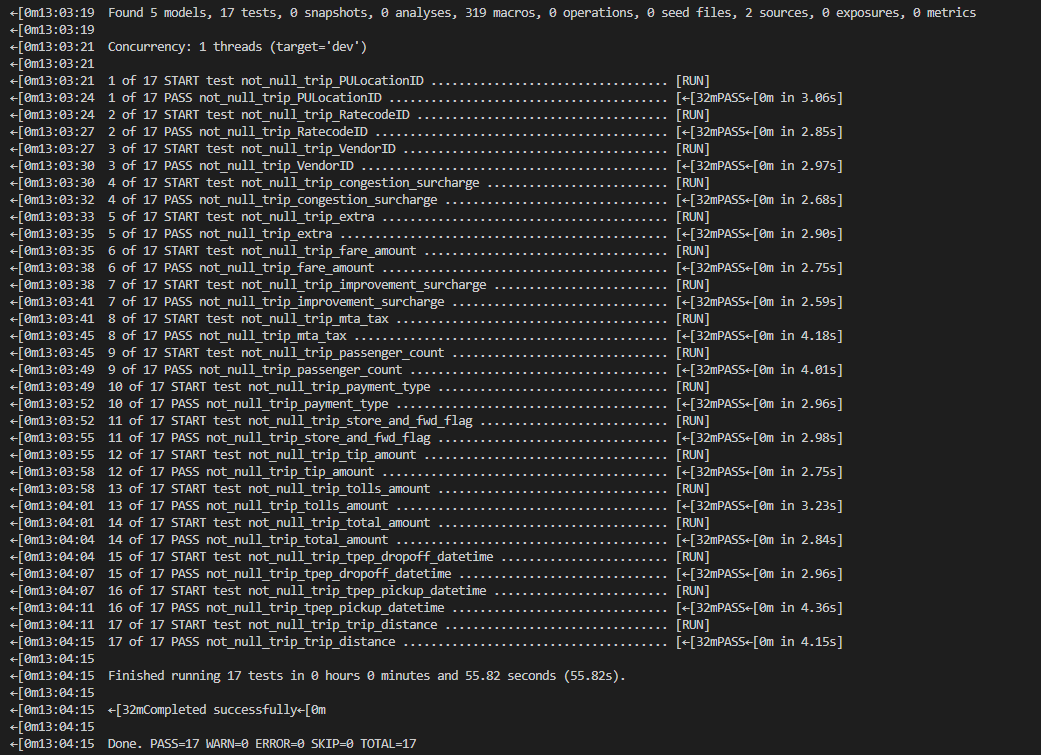 ←[0m13:03:19  Found 5 models, 17 tests, 0 snapshots, 0 analyses, 319 macros, 0 operations, 0 seed files, 2 sources, 0 exposures, 0 metrics
←[0m13:03:19
←[0m13:03:21  Concurrency: 1 threads (target='dev')
←[0m13:03:21
←[0m13:03:21  1 of 17 START test not_null_trip_PULocationID .................................. [RUN]
←[0m13:03:24  1 of 17 PASS not_null_trip_PULocationID ........................................ [←[32mPASS←[0m in 3.06s]
←[0m13:03:24  2 of 17 START test not_null_trip_RatecodeID .................................... [RUN]
←[0m13:03:27  2 of 17 PASS not_null_trip_RatecodeID .......................................... [←[32mPASS←[0m in 2.85s]
←[0m13:03:27  3 of 17 START test not_null_trip_VendorID ...................................... [RUN]
←[0m13:03:30  3 of 17 PASS not_null_trip_VendorID ............................................ [←[32mPASS←[0m in 2.97s]
←[0m13:03:30  4 of 17 START test not_null_trip_congestion_surcharge .......................... [RUN]
←[0m13:03:32  4 of 17 PASS not_null_trip_congestion_surcharge ................................ [←[32mPASS←[0m in 2.68s]
←[0m13:03:33  5 of 17 START test not_null_trip_extra ......................................... [RUN]
←[0m13:03:35  5 of 17 PASS not_null_trip_extra ............................................... [←[32mPASS←[0m in 2.90s]
←[0m13:03:35  6 of 17 START test not_null_trip_fare_amount ................................... [RUN]
←[0m13:03:38  6 of 17 PASS not_null_trip_fare_amount ......................................... [←[32mPASS←[0m in 2.75s]
←[0m13:03:38  7 of 17 START test not_null_trip_improvement_surcharge ......................... [RUN]
←[0m13:03:41  7 of 17 PASS not_null_trip_improvement_surcharge ............................... [←[32mPASS←[0m in 2.59s]
←[0m13:03:41  8 of 17 START test not_null_trip_mta_tax ....................................... [RUN]
←[0m13:03:45  8 of 17 PASS not_null_trip_mta_tax ............................................. [←[32mPASS←[0m in 4.18s]
←[0m13:03:45  9 of 17 START test not_null_trip_passenger_count ............................... [RUN]
←[0m13:03:49  9 of 17 PASS not_null_trip_passenger_count ..................................... [←[32mPASS←[0m in 4.01s]
←[0m13:03:49  10 of 17 START test not_null_trip_payment_type ................................. [RUN]
←[0m13:03:52  10 of 17 PASS not_null_trip_payment_type ....................................... [←[32mPASS←[0m in 2.96s]
←[0m13:03:52  11 of 17 START test not_null_trip_store_and_fwd_flag ........................... [RUN]
←[0m13:03:55  11 of 17 PASS not_null_trip_store_and_fwd_flag ................................. [←[32mPASS←[0m in 2.98s]
←[0m13:03:55  12 of 17 START test not_null_trip_tip_amount ................................... [RUN]
←[0m13:03:58  12 of 17 PASS not_null_trip_tip_amount ......................................... [←[32mPASS←[0m in 2.75s]
←[0m13:03:58  13 of 17 START test not_null_trip_tolls_amount ................................. [RUN]
←[0m13:04:01  13 of 17 PASS not_null_trip_tolls_amount ....................................... [←[32mPASS←[0m in 3.23s]
←[0m13:04:01  14 of 17 START test not_null_trip_total_amount ................................. [RUN]
←[0m13:04:04  14 of 17 PASS not_null_trip_total_amount ....................................... [←[32mPASS←[0m in 2.84s]
←[0m13:04:04  15 of 17 START test not_null_trip_tpep_dropoff_datetime ........................ [RUN]
←[0m13:04:07  15 of 17 PASS not_null_trip_tpep_dropoff_datetime .............................. [←[32mPASS←[0m in 2.96s]
←[0m13:04:07  16 of 17 START test not_null_trip_tpep_pickup_datetime ......................... [RUN]
←[0m13:04:11  16 of 17 PASS not_null_trip_tpep_pickup_datetime ............................... [←[32mPASS←[0m in 4.36s]
←[0m13:04:11  17 of 17 START test not_null_trip_trip_distance ................................ [RUN]
←[0m13:04:15  17 of 17 PASS not_null_trip_trip_distance ...................................... [←[32mPASS←[0m in 4.15s]
←[0m13:04:15
←[0m13:04:15  Finished running 17 tests in 0 hours 0 minutes and 55.82 seconds (55.82s).
←[0m13:04:15
←[0m13:04:15  ←[32mCompleted successfully←[0m
←[0m13:04:15
←[0m13:04:15  Done. PASS=17 WARN=0 ERROR=0 SKIP=0 TOTAL=17